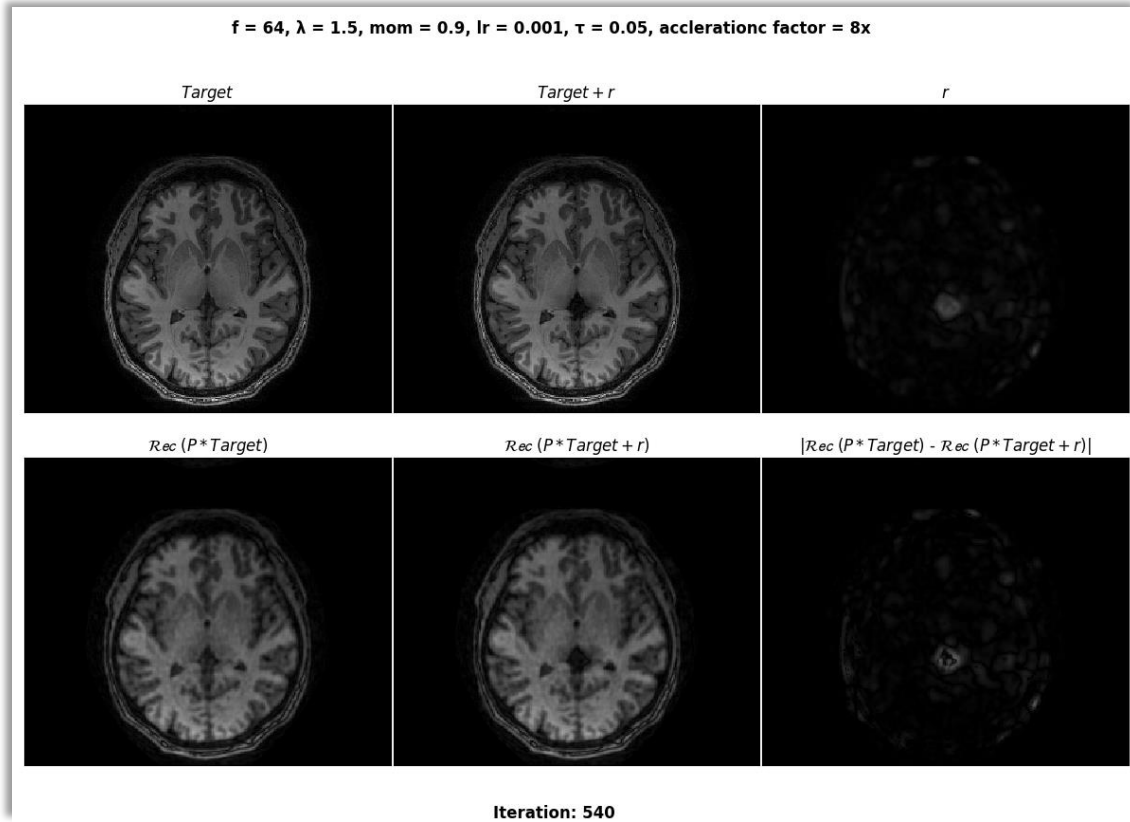 f = 64, λ = 1.5, mom = 0.9, lr = 0.001, τ = 0.05, acclerationc factor = 8x
Target
Target + r
r
ℛℯ𝒸 (P * Target)
ℛℯ𝒸 (P * Target + r)
|ℛℯ𝒸 (P * Target) - ℛℯ𝒸 (P * Target + r)|
Iteration: 540